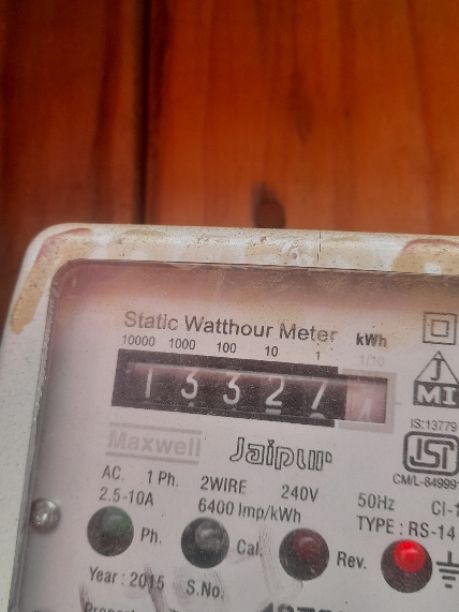 Static Watthour Meter kWh
10000 1000 100 10 1 1/10
1 3 3 2 7
JMI
IS:13779
Maxwell Jaipur
ISI
CM/L-84999
AC. 1 Ph. 2WIRE 240V 50Hz
2.5-10A 6400 Imp/kWh TYPE : RS-14
Ph. Cal. Rev.
Year : 2015 S.No.